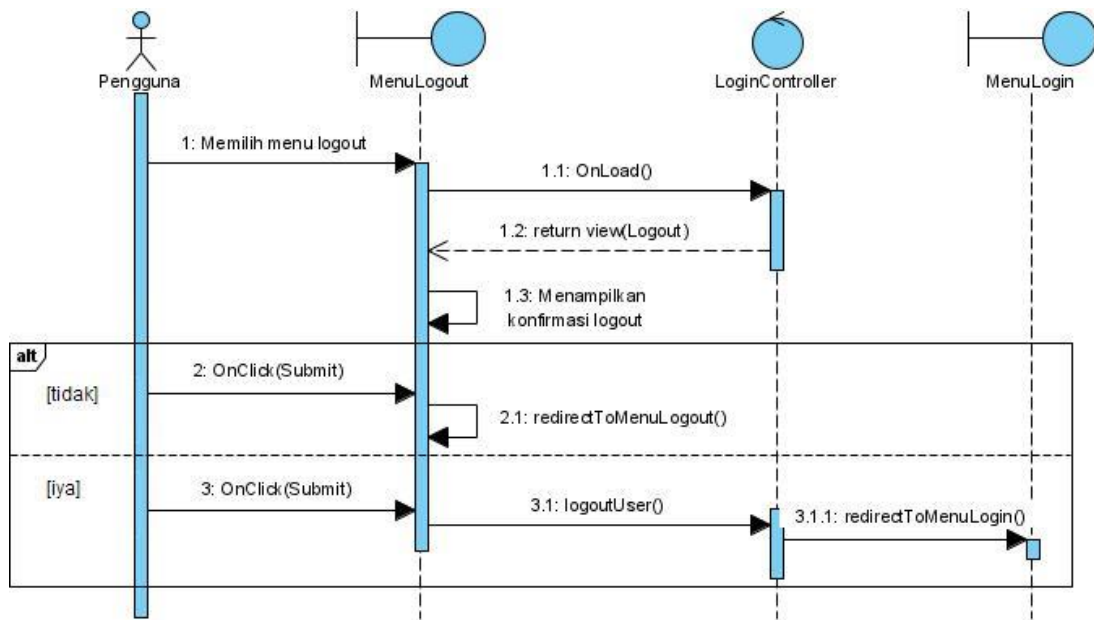 Pengguna
MenuLogout
LoginController
MenuLogin
1: Memilih menu logout
1.1: OnLoad()
1.2: return view(Logout)
1.3: Menampilkan
konfirmasi logout
alt
2: OnClick(Submit)
[tidak]
2.1: redirectToMenuLogout()
[iya]
3: OnClick(Submit)
3.1: logoutUser()
3.1.1: redirectToMenuLogin()